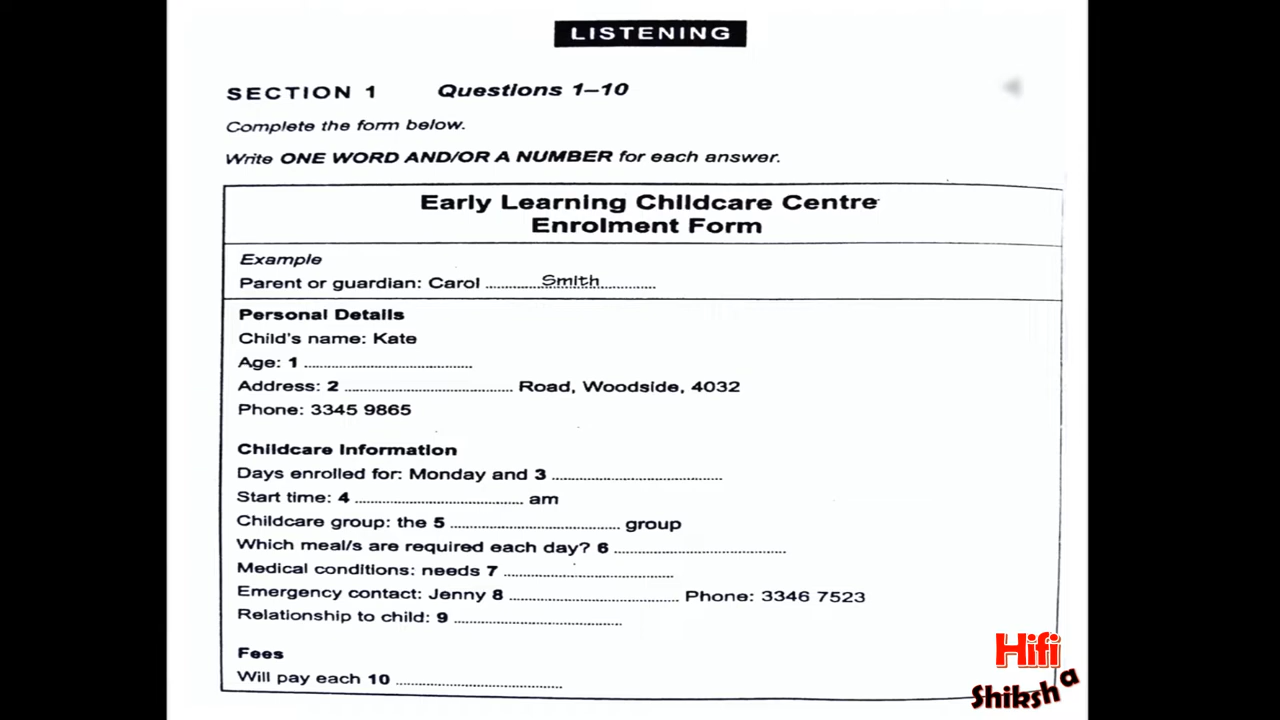 LISTENING
SECTION 1 Questions 1–10
Complete the form below.
Write ONE WORD AND/OR A NUMBER for each answer.
Early Learning Childcare Centre
Enrolment Form
Example
Parent or guardian: Carol ............Smith............
Personal Details
Child's name: Kate
Age: 1 ........................
Address: 2 ........................ Road, Woodside, 4032
Phone: 3345 9865
Childcare Information
Days enrolled for: Monday and 3 ........................
Start time: 4 ........................ am
Childcare group: the 5 ........................ group
Which meal/s are required each day? 6 ........................
Medical conditions: needs 7 ........................
Emergency contact: Jenny 8 ........................ Phone: 3346 7523
Relationship to child: 9 ........................
Fees
Will pay each 10 ........................
Hifi
Shiksha